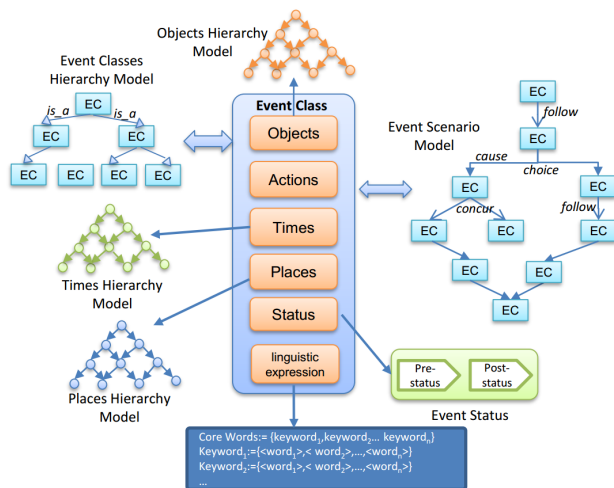 Objects Hierarchy
Model
Event Classes
Hierarchy Model
EC
is_a
is_a
EC
EC
EC
EC
EC
EC
Event Class
Objects
Actions
Times
Places
Status
linguistic
expression
Event Scenario
Model
EC
follow
EC
cause
choice
EC
EC
concur
follow
EC
EC
EC
EC
EC
EC
Times Hierarchy
Model
Places Hierarchy
Model
Pre-
status
Post-
status
Event Status
Core Words:= {keyword1,keyword2... keywordn}
Keyword1:={<word1>,< word2>,...,<wordn>}
Keyword2:={<word1>,< word2>,...,<wordn>}
...